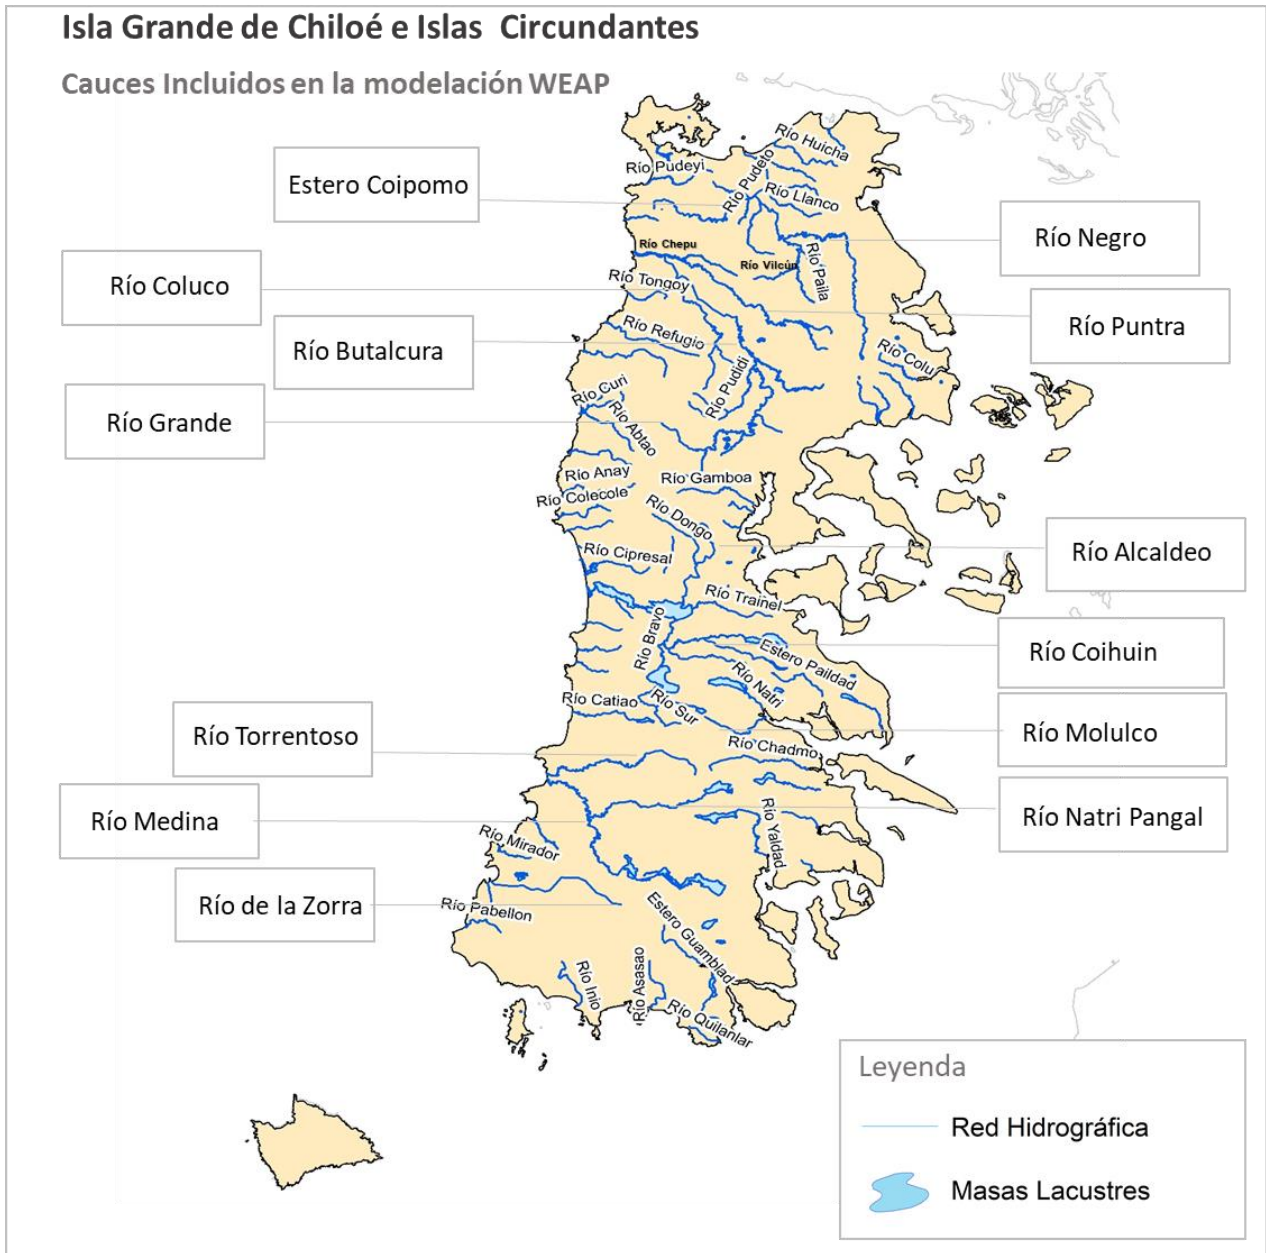 Isla Grande de Chiloé e Islas Circundantes
Cauces Incluidos en la modelación WEAP
Río Huicha
Río Pudeyi
Río Pudeto
Estero Coipomo
Río Llanco
Río Negro
Río Chepu
Río Vilcún
Río Paila
Río Coluco
Río Tongoy
Río Puntra
Río Refugio
Río Butalcura
Río Colu
Río Pudidi
Río Curi
Río Grande
Río Abtao
Río Anay
Río Gamboa
Río Colecole
Río Dongo
Río Cipresal
Río Alcaldeo
Río Trainel
Río Bravo
Estero Paildad
Río Coihuin
Río Natri
Río Catiao
Río Sur
Río Torrentoso
Río Molulco
Río Chadmo
Río Medina
Río Natri Pangal
Río Yaldad
Río Mirador
Río de la Zorra
Río Pabellon
Estero Guamblad
Río Inio
Río Asasao
Río Quilanlar
Leyenda
Red Hidrográfica
Masas Lacustres